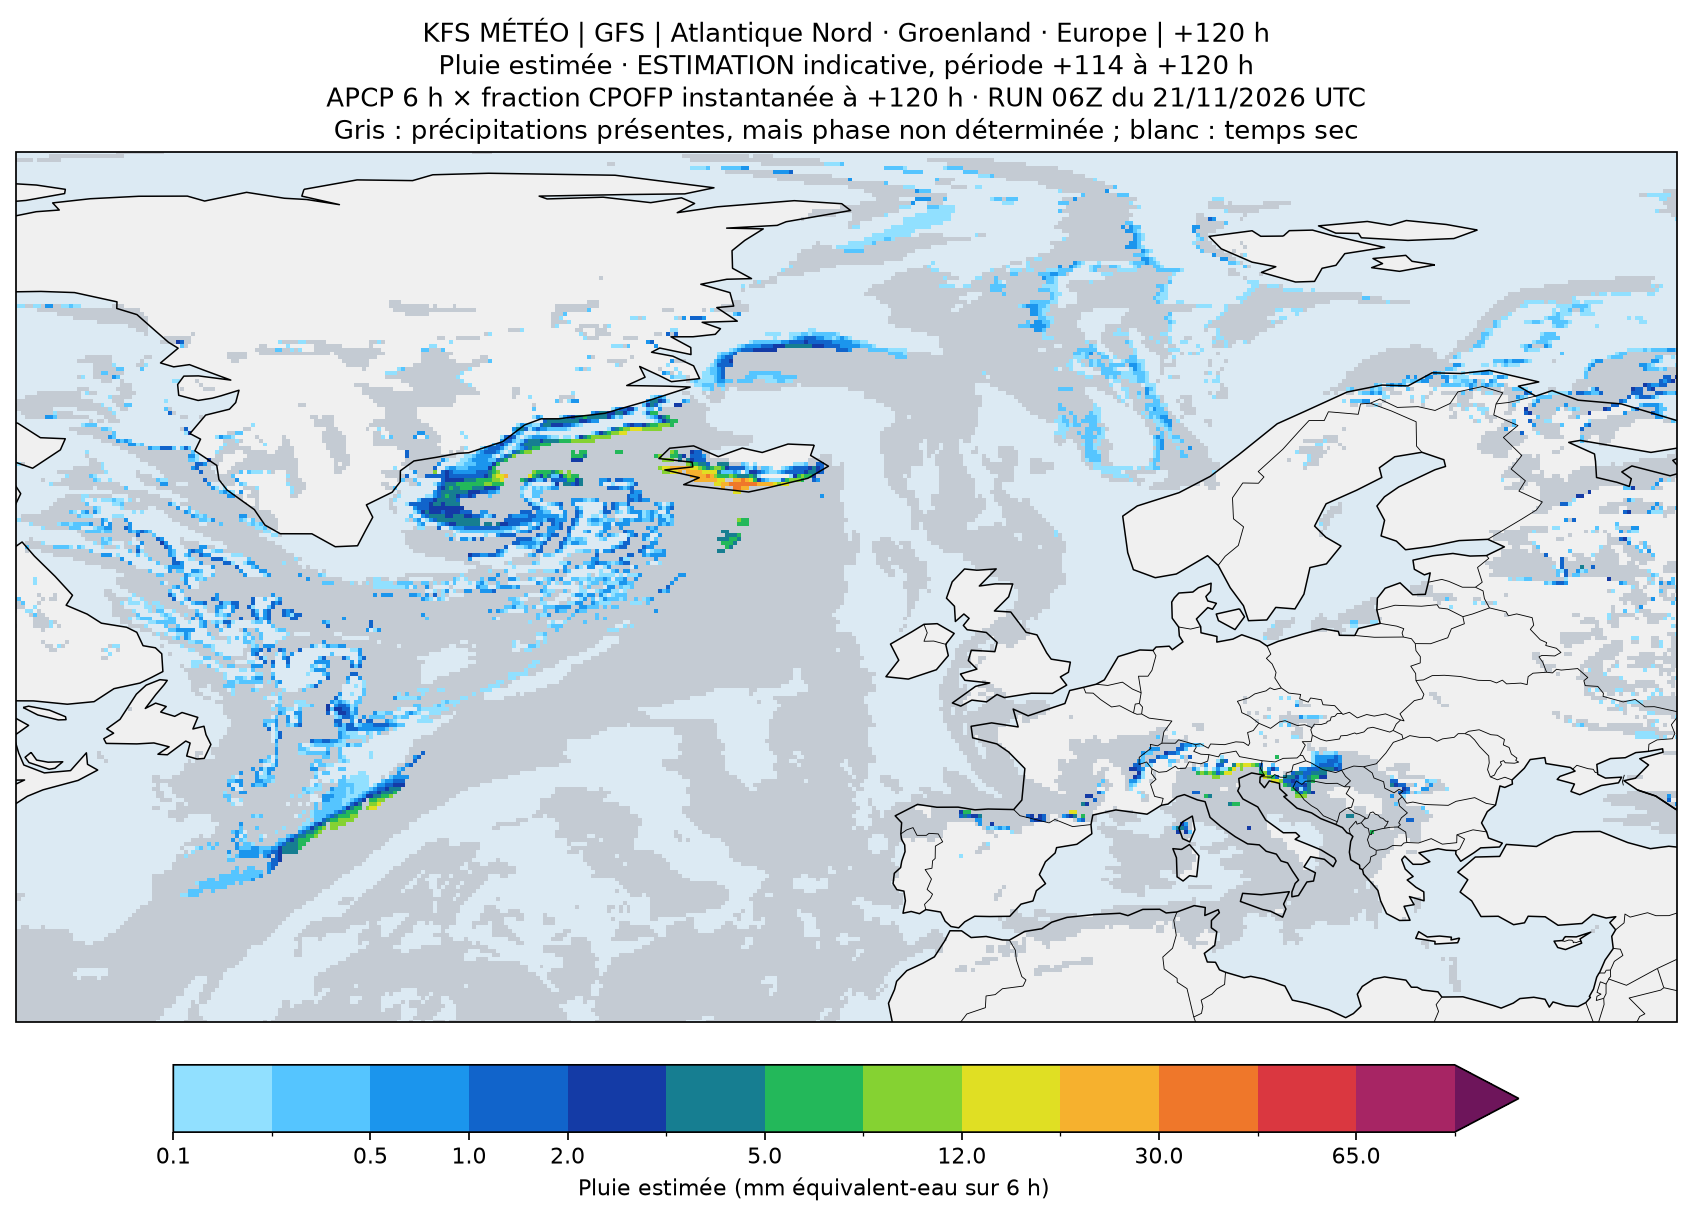 KFS MÉTÉO | GFS | Atlantique Nord · Groenland · Europe | +120 h
Pluie estimée · ESTIMATION indicative, période +114 à +120 h
APCP 6 h × fraction CPOFP instantanée à +120 h · RUN 06Z du 21/11/2026 UTC
Gris : précipitations présentes, mais phase non déterminée ; blanc : temps sec
0.1 0.5 1.0 2.0 5.0 12.0 30.0 65.0
Pluie estimée (mm équivalent-eau sur 6 h)